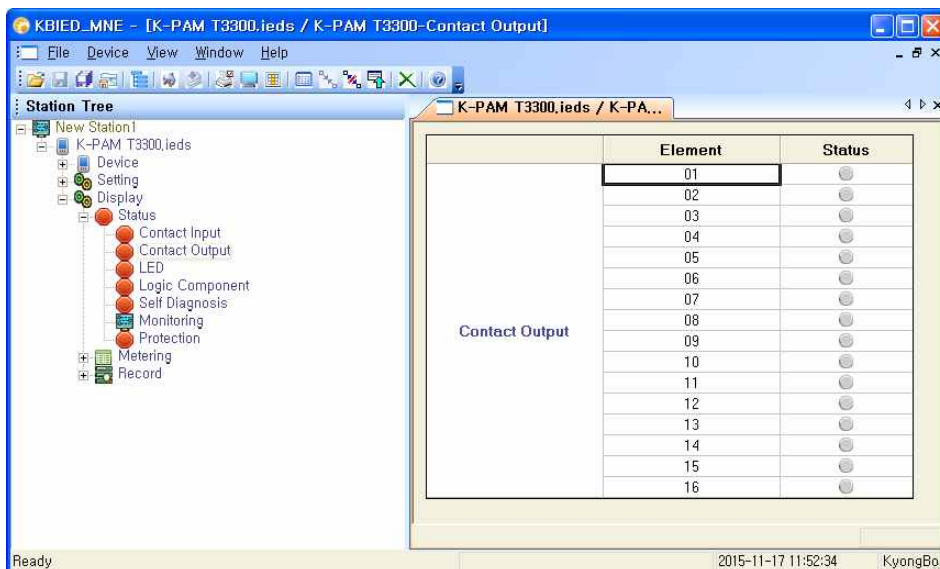 KBIED_MNE - [K-PAM T3300.ieds / K-PAM T3300-Contact Output]
File Device View Window Help
Station Tree
New Station1
K-PAM T3300.ieds
Device
Setting
Display
Status
Contact Input
Contact Output
LED
Logic Component
Self Diagnosis
Monitoring
Protection
Metering
Record
K-PAM T3300.ieds / K-PA...
Element Status
Contact Output
01
02
03
04
05
06
07
08
09
10
11
12
13
14
15
16
Ready 2015-11-17 11:52:34 KyongBo